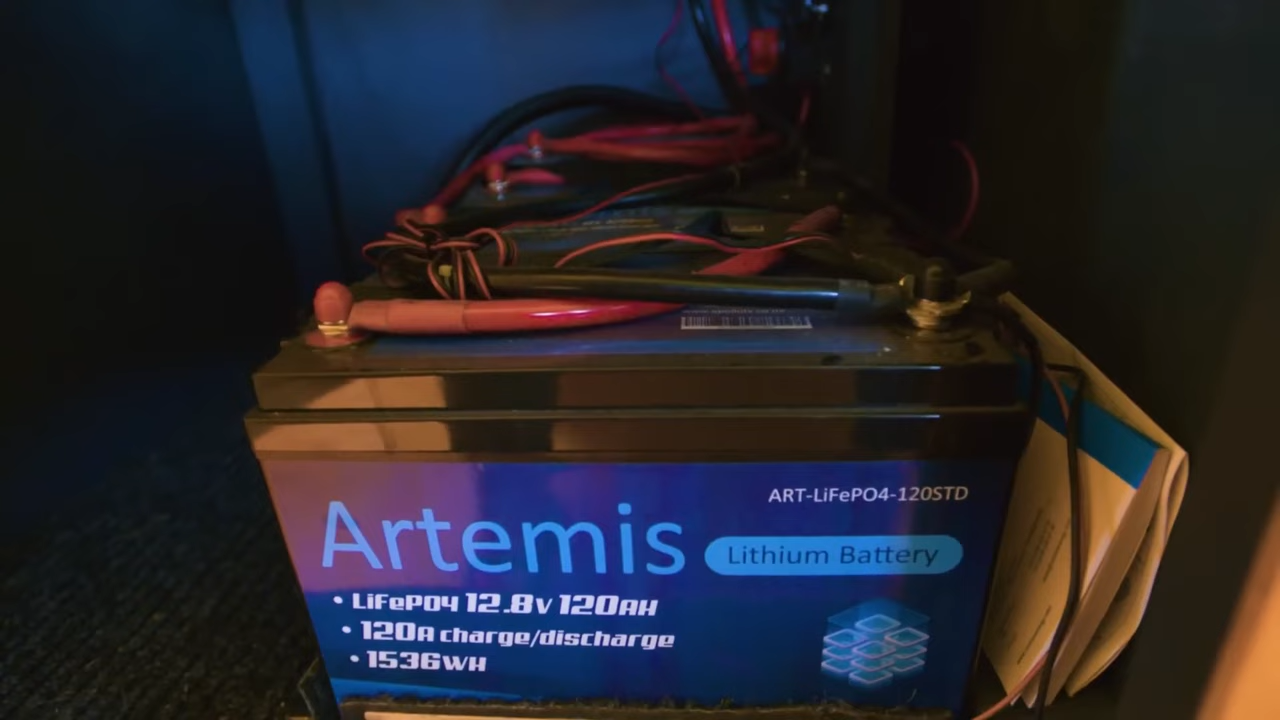 ART-LiFePO4-120STD
Artemis
Lithium Battery
• LiFePO4 12.8V 120AH
• 120A charge/discharge
• 1536WH